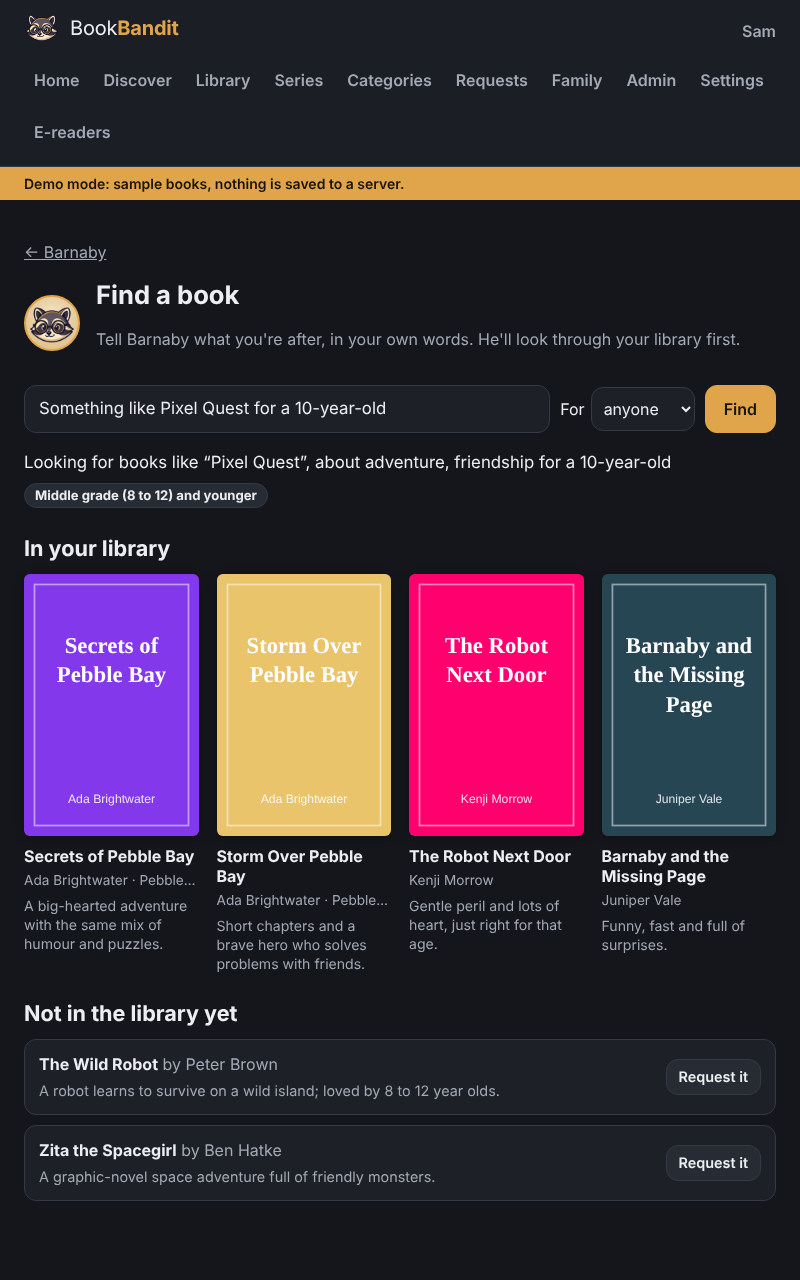 BookBandit
Sam
Home Discover Library Series Categories Requests Family Admin Settings
E-readers
Demo mode: sample books, nothing is saved to a server.
← Barnaby
Find a book
Tell Barnaby what you're after, in your own words. He'll look through your library first.
Something like Pixel Quest for a 10-year-old
For anyone Find
Looking for books like “Pixel Quest”, about adventure, friendship for a 10-year-old
Middle grade (8 to 12) and younger
In your library
Secrets of
Pebble Bay
Ada Brightwater
Storm Over
Pebble Bay
Ada Brightwater
The Robot
Next Door
Kenji Morrow
Barnaby and
the Missing
Page
Juniper Vale
Secrets of Pebble Bay
Ada Brightwater · Pebble...
A big-hearted adventure
with the same mix of
humour and puzzles.
Storm Over Pebble
Bay
Ada Brightwater · Pebble...
Short chapters and a
brave hero who solves
problems with friends.
The Robot Next Door
Kenji Morrow
Gentle peril and lots of
heart, just right for that
age.
Barnaby and the
Missing Page
Juniper Vale
Funny, fast and full of
surprises.
Not in the library yet
The Wild Robot by Peter Brown
A robot learns to survive on a wild island; loved by 8 to 12 year olds.
Request it
Zita the Spacegirl by Ben Hatke
A graphic-novel space adventure full of friendly monsters.
Request it